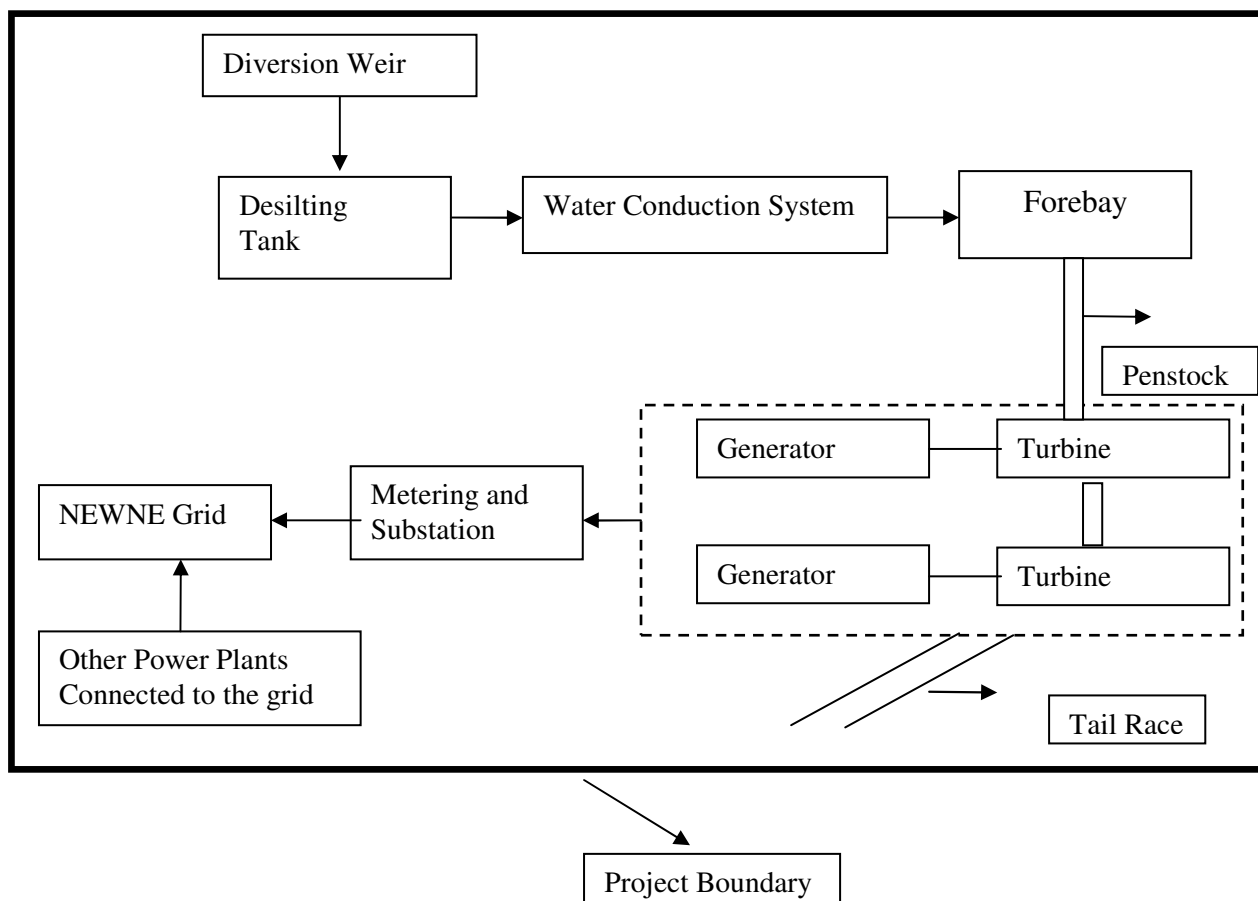 Diversion Weir
Desilting
Tank
Water Conduction System
Forebay
Penstock
Generator
Turbine
Metering and
Substation
NEWNE Grid
Generator
Turbine
Other Power Plants
Connected to the grid
Tail Race
Project Boundary